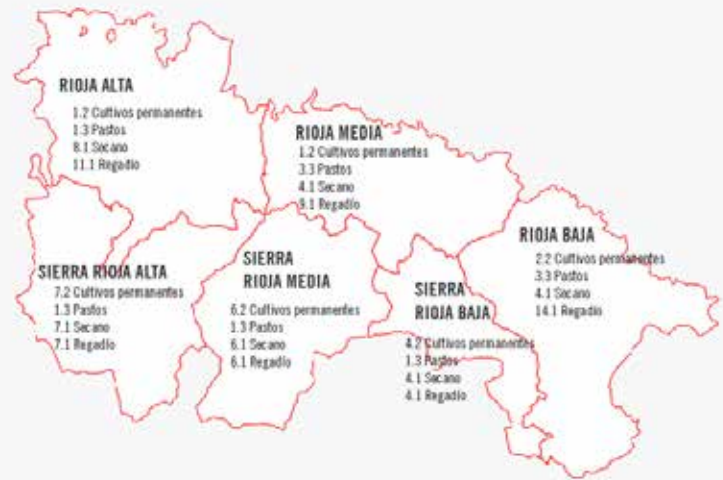 RIOJA ALTA
1.2 Cultivos permanentes
1.3 Pastos
8.1 Secano
11.1 Regadío
RIOJA MEDIA
1.2 Cultivos permanentes
3.3 Pastos
4.1 Secano
9.1 Regadío
RIOJA BAJA
2.2 Cultivos permanentes
3.3 Pastos
4.1 Secano
14.1 Regadío
SIERRA RIOJA ALTA
7.2 Cultivos permanentes
1.3 Pastos
7.1 Secano
7.1 Regadío
SIERRA
RIOJA MEDIA
6.2 Cultivos permanentes
1.3 Pastos
6.1 Secano
6.1 Regadío
SIERRA
RIOJA BAJA
4.2 Cultivos permanentes
1.3 Pastos
4.1 Secano
4.1 Regadío